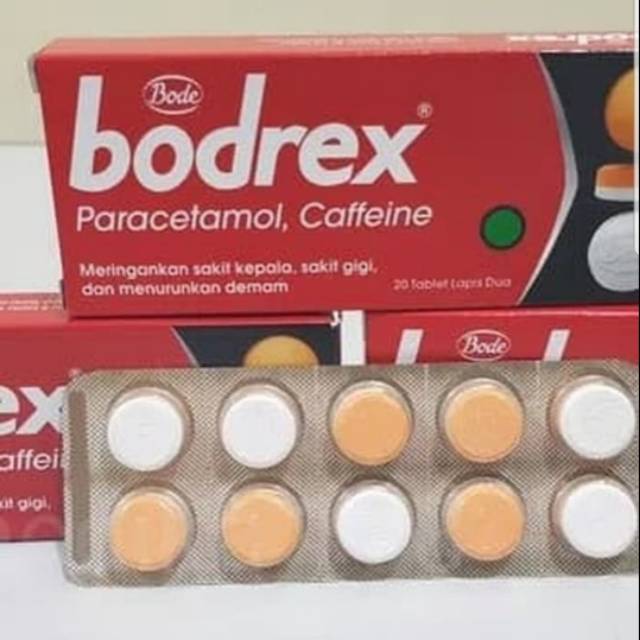 Bode
bodrex®
Paracetamol, Caffeine
Meringankan sakit kepala, sakit gigi,
dan menurunkan demam
20 Tablet Lapis Dua
Bode
ex
affei
kit gigi,